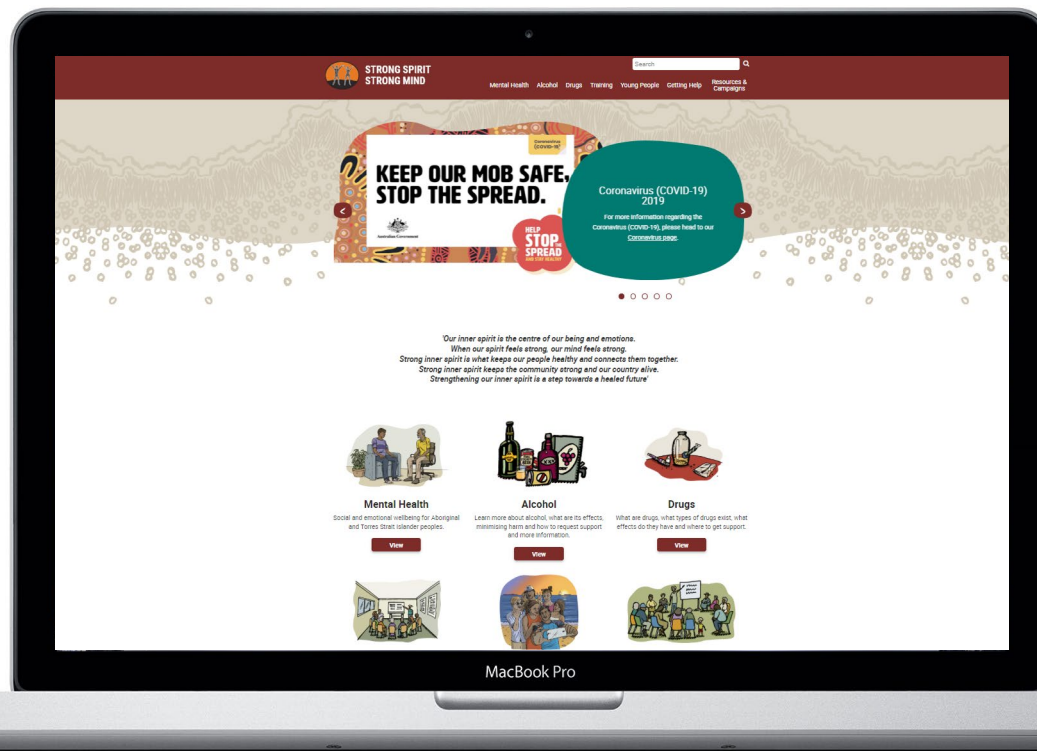 STRONG SPIRIT
STRONG MIND
Search
Mental Health Alcohol Drugs Training Young People Getting Help Resources & Campaigns
Coronavirus
(COVID-19)
KEEP OUR MOB SAFE,
STOP THE SPREAD.
Australian Government
HELP
STOP THE
SPREAD
AND STAY HEALTHY
<
Coronavirus (COVID-19)
2019
For more information regarding the
Coronavirus (COVID-19), please head to our
Coronavirus page.
>
'Our inner spirit is the centre of our being and emotions.
When our spirit feels strong, our mind feels strong.
Strong inner spirit is what keeps our people healthy and connects them together.
Strong inner spirit keeps the community strong and our country alive.
Strengthening our inner spirit is a step towards a healed future'
Mental Health
Social and emotional wellbeing for Aboriginal
and Torres Strait Islander peoples.
View
Alcohol
Learn more about alcohol, what are its effects,
minimising harm and how to request support
and more information.
View
Drugs
What are drugs, what types of drugs exist, what
effects do they have and where to get support.
View
MacBook Pro